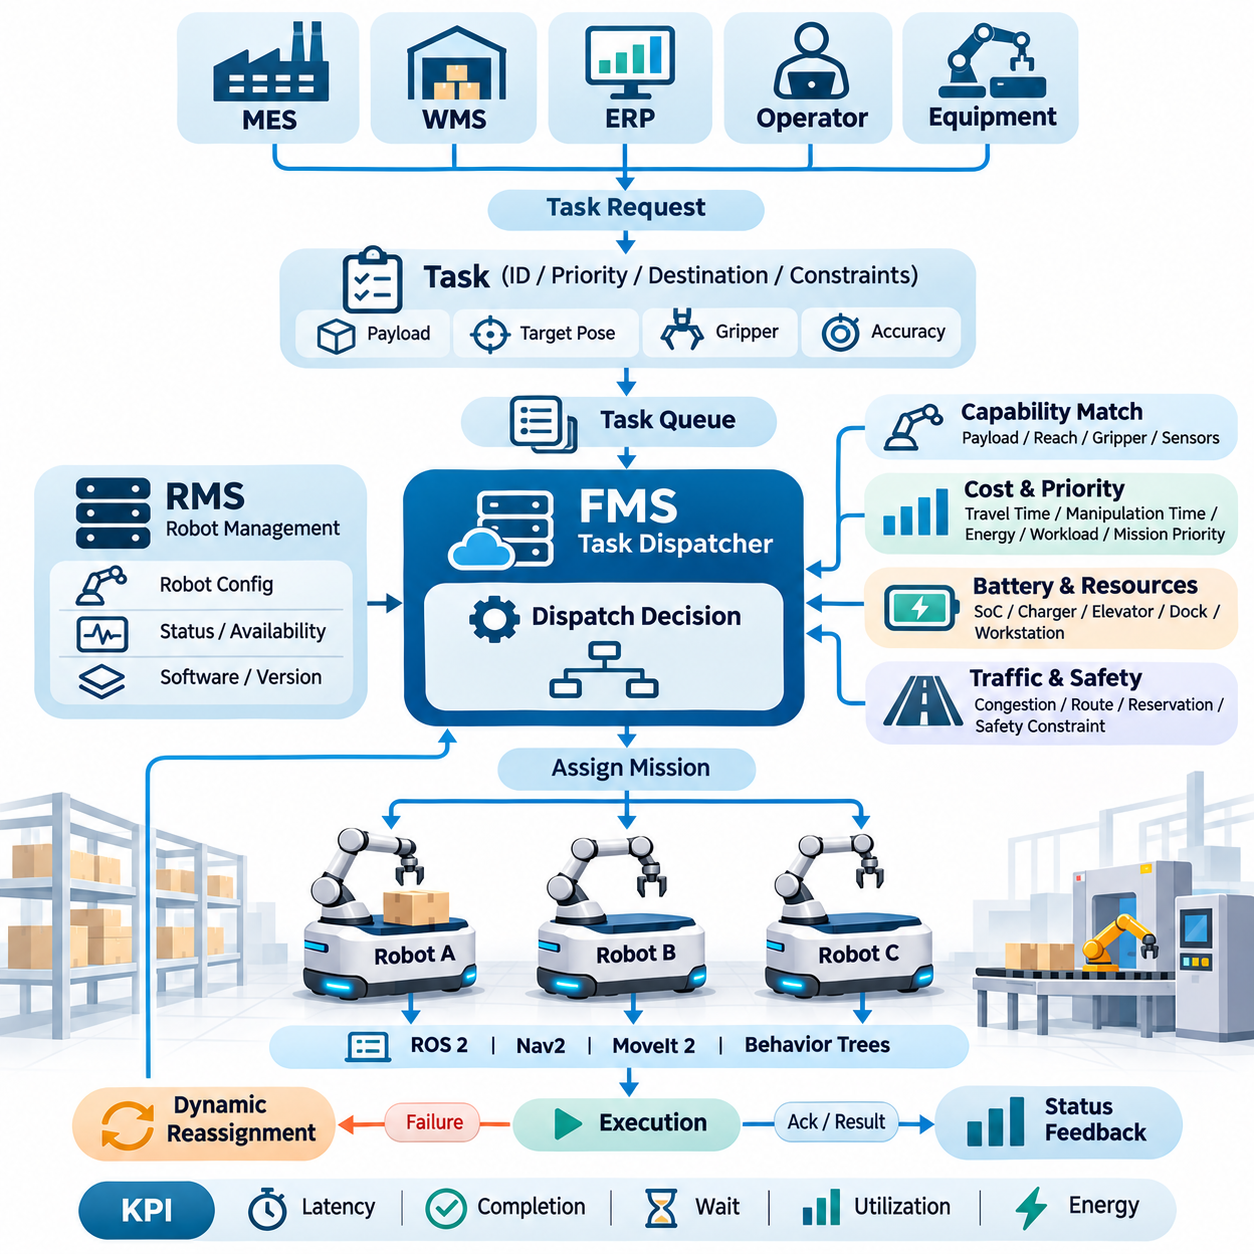 MES
WMS
ERP
Operator
Equipment
Task Request
Task (ID / Priority / Destination / Constraints)
Payload
Target Pose
Gripper
Accuracy
Task Queue
Capability Match
Payload / Reach / Gripper / Sensors
Cost & Priority
Travel Time / Manipulation Time /
Energy / Workload / Mission Priority
Battery & Resources
SoC / Charger / Elevator / Dock /
Workstation
Traffic & Safety
Congestion / Route / Reservation /
Safety Constraint
RMS
Robot Management
Robot Config
Status / Availability
Software / Version
FMS
Task Dispatcher
Dispatch Decision
Assign Mission
Robot A
Robot B
Robot C
ROS 2 | Nav2 | MoveIt 2 | Behavior Trees
Dynamic
Reassignment
Failure
Execution
Ack / Result
Status
Feedback
KPI
Latency
Completion
Wait
Utilization
Energy